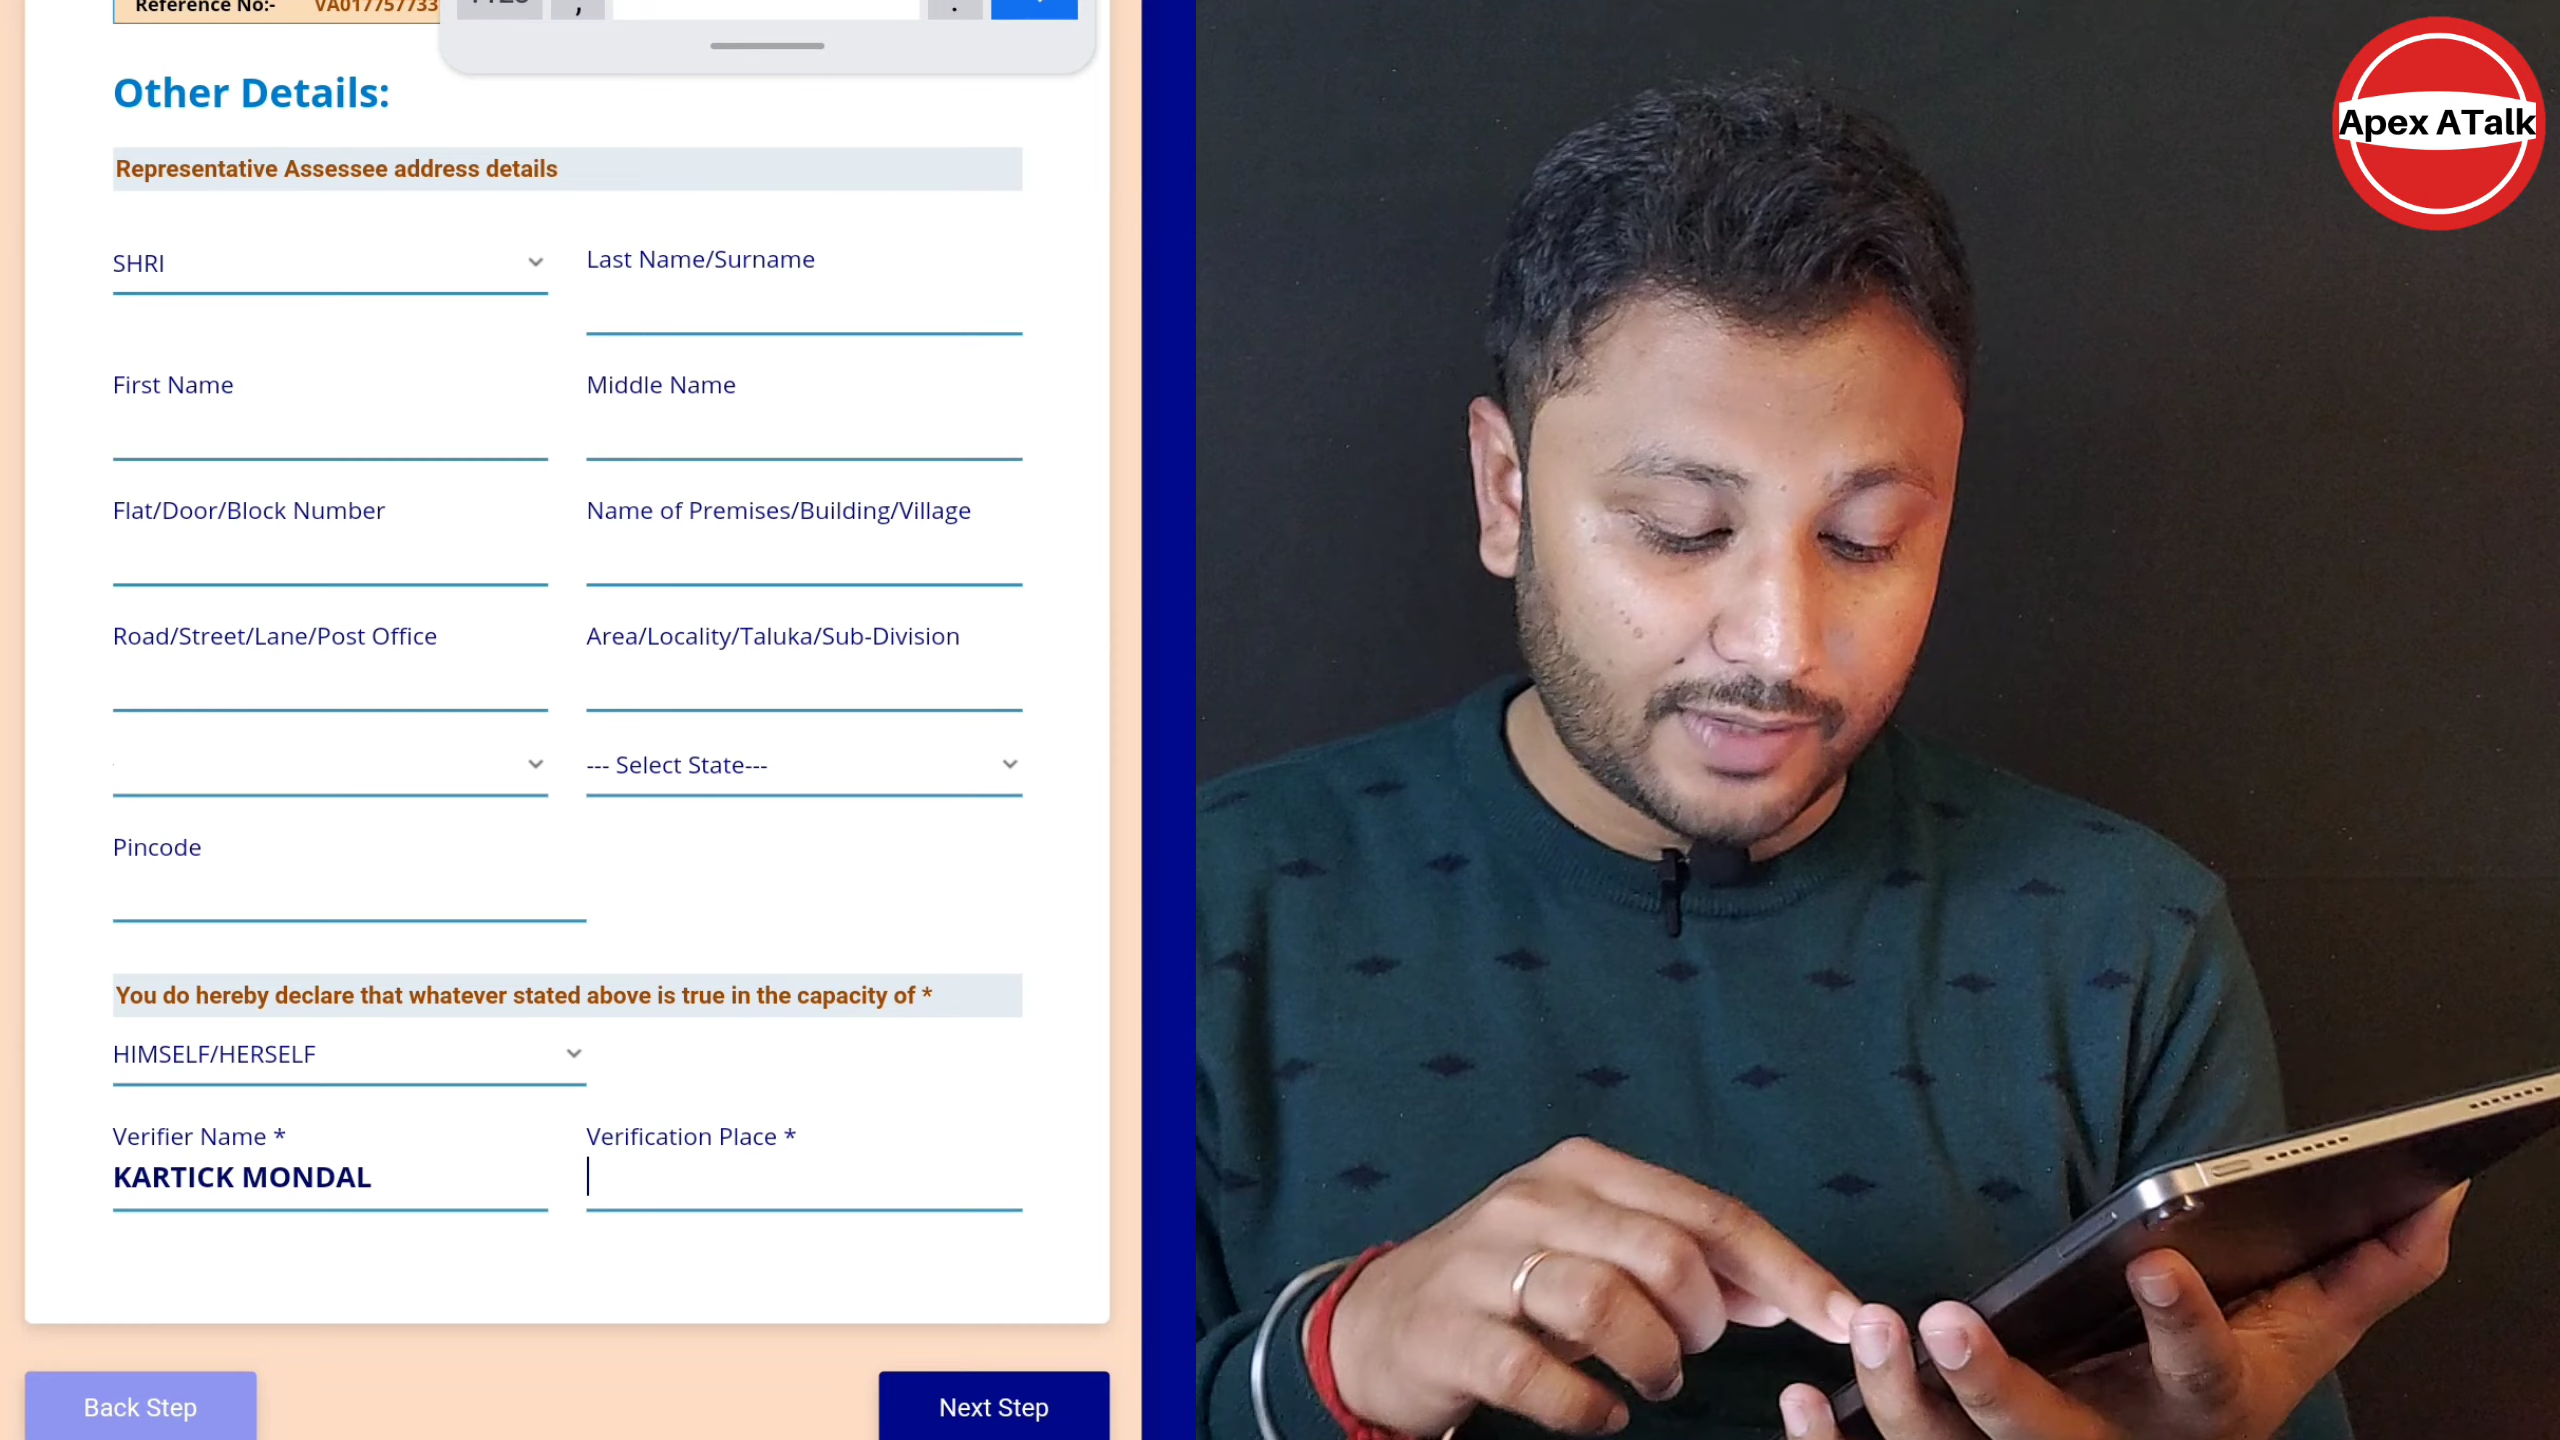 Reference No:- VA017757733
,
.
Other Details:
Representative Assessee address details
SHRI
Last Name/Surname
First Name
Middle Name
Flat/Door/Block Number
Name of Premises/Building/Village
Road/Street/Lane/Post Office
Area/Locality/Taluka/Sub-Division
--- Select State---
Pincode
You do hereby declare that whatever stated above is true in the capacity of *
HIMSELF/HERSELF
Verifier Name *
Verification Place *
KARTICK MONDAL
Back Step
Next Step
Apex ATalk